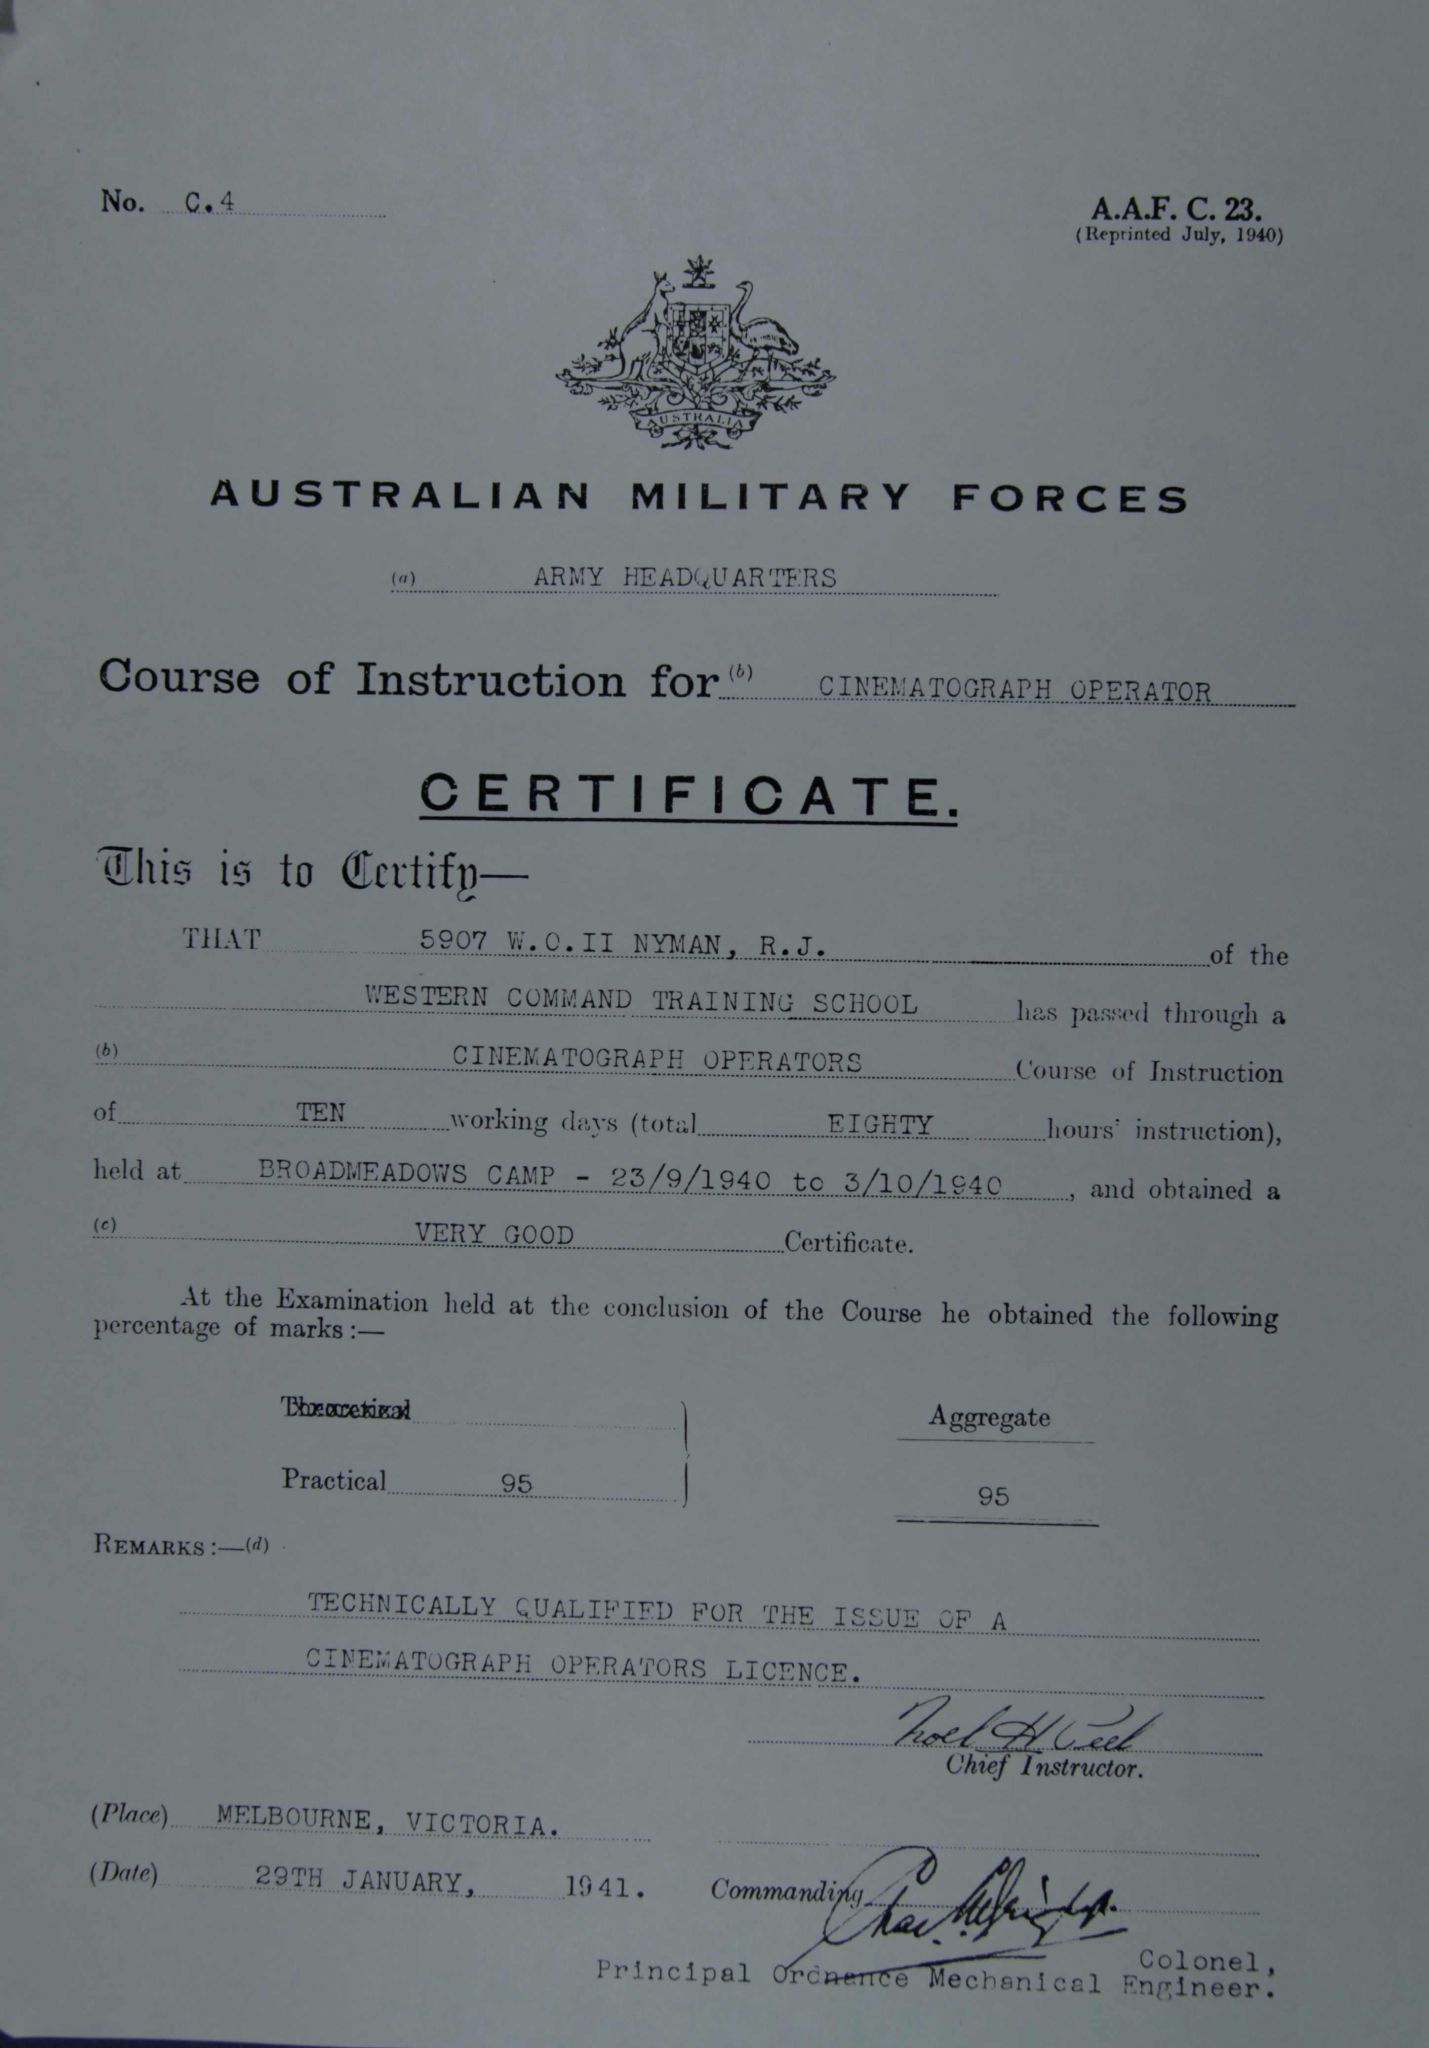 No. C.4
A.A.F. C. 23.
(Reprinted July, 1940)
AUSTRALIA
AUSTRALIAN MILITARY FORCES
(a) ARMY HEADQUARTERS
Course of Instruction for (b) CINEMATOGRAPH OPERATOR
CERTIFICATE.
This is to Certify—
THAT 5907 W.O.II NYMAN, R.J. of the
WESTERN COMMAND TRAINING SCHOOL has passed through a
(b) CINEMATOGRAPH OPERATORS Course of Instruction
of TEN working days (total EIGHTY hours' instruction),
held at BROADMEADOWS CAMP - 23/9/1940 to 3/10/1940, and obtained a
(c) VERY GOOD Certificate.
At the Examination held at the conclusion of the Course he obtained the following
percentage of marks :—
Theoretical
Aggregate
Practical 95
95
REMARKS :—(d)
TECHNICALLY QUALIFIED FOR THE ISSUE OF A
CINEMATOGRAPH OPERATORS LICENCE.
Noel H
Chief Instructor.
(Place) MELBOURNE, VICTORIA.
(Date) 29TH JANUARY, 1941.
Commanding
Colonel,
Principal Ordnance Mechanical Engineer.